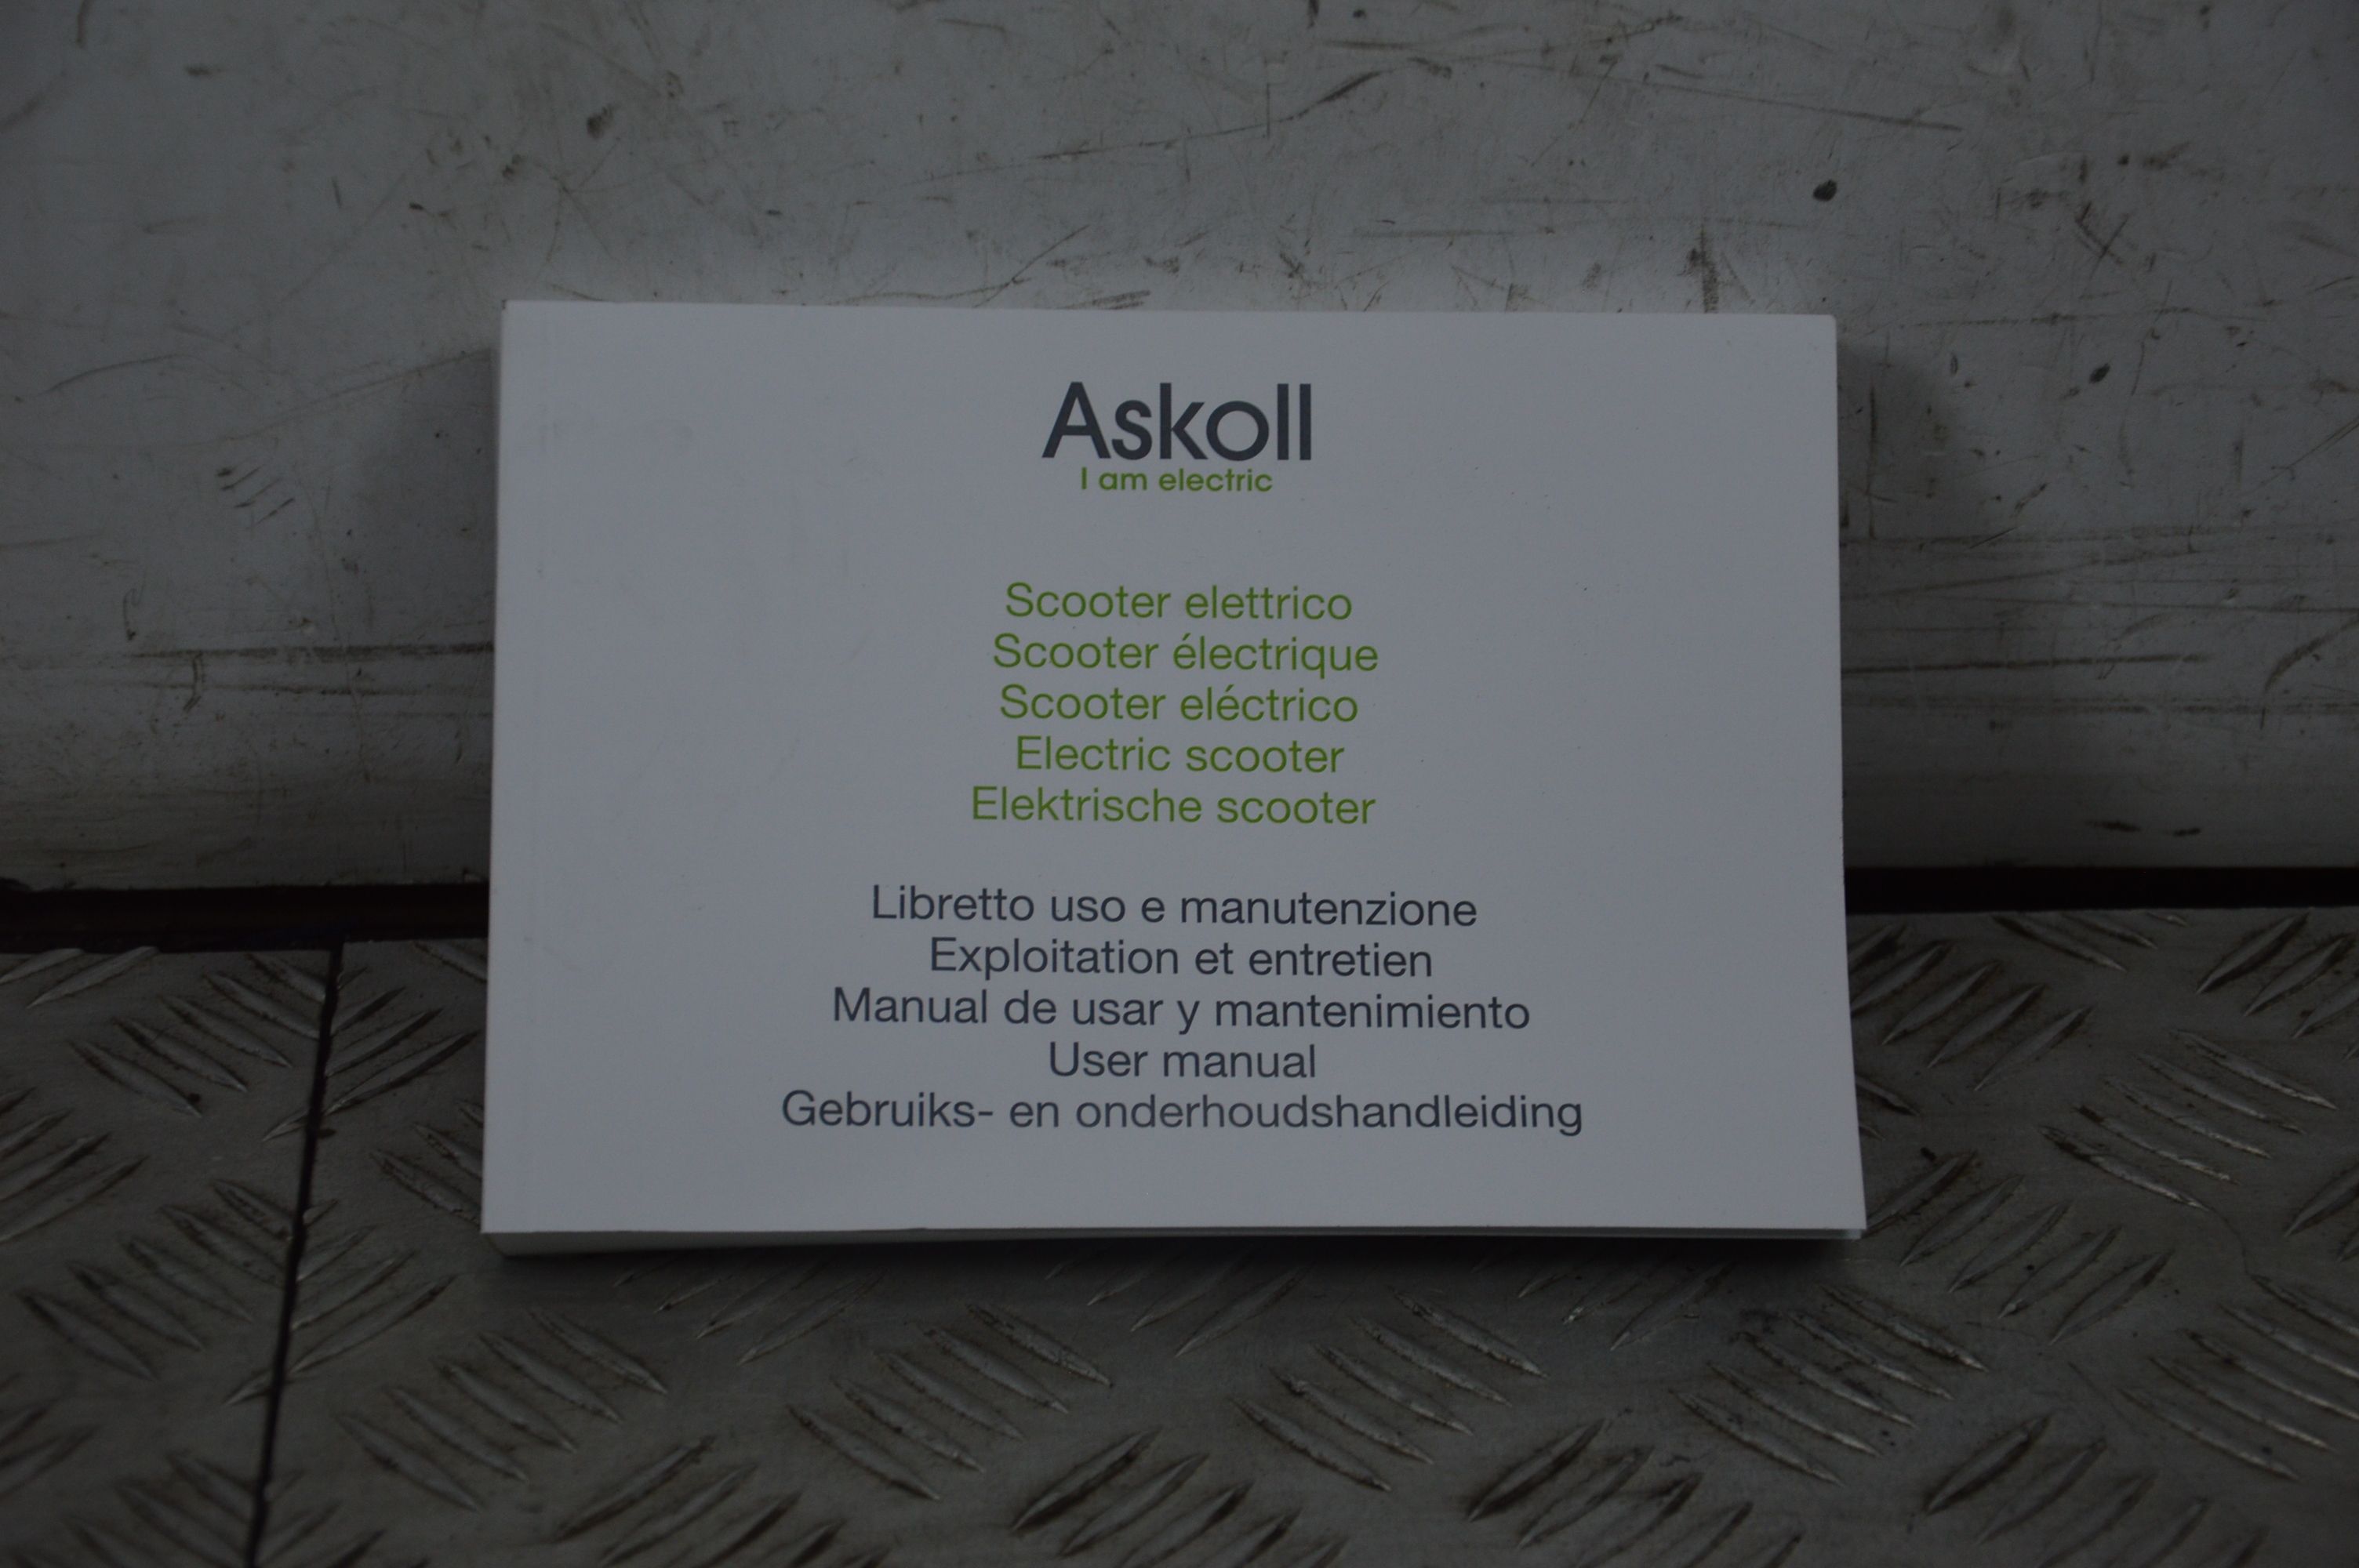 Askoll
I am electric
Scooter elettrico
Scooter électrique
Scooter eléctrico
Electric scooter
Elektrische scooter
Libretto uso e manutenzione
Exploitation et entretien
Manual de usar y mantenimiento
User manual
Gebruiks- en onderhoudshandleiding